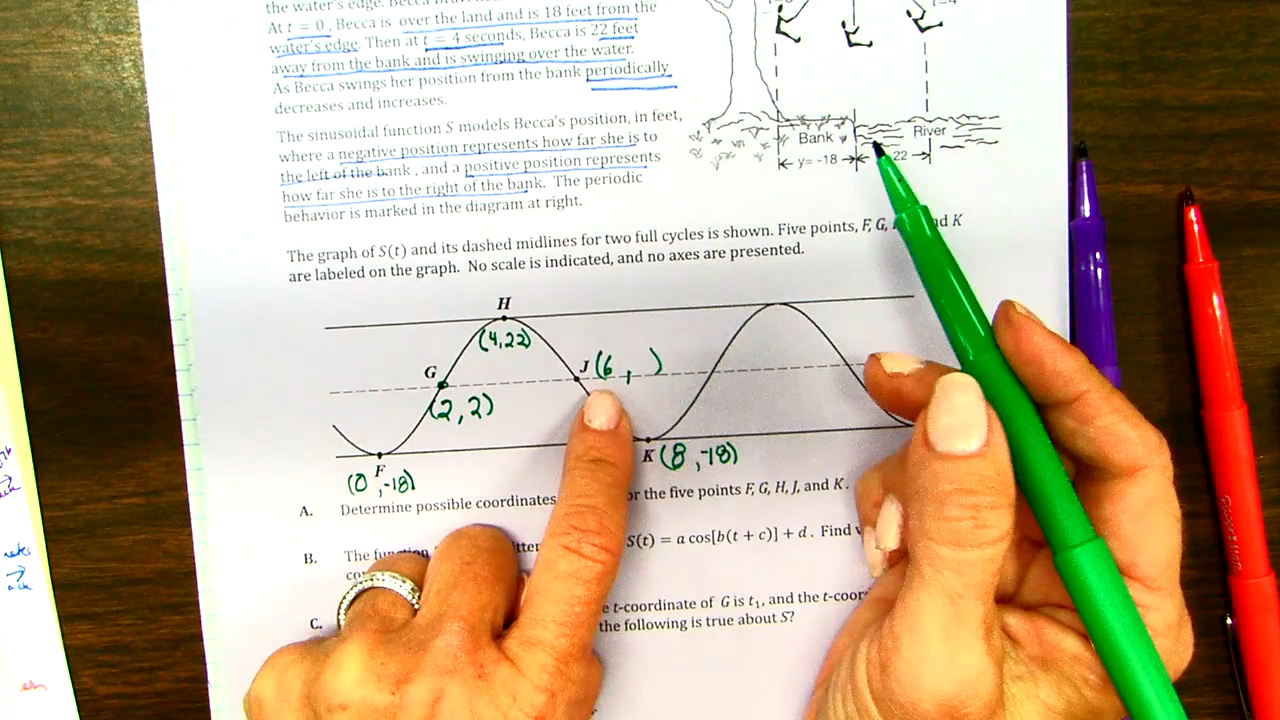 the water's edge. Becca
At t = 0, Becca is over the land and is 18 feet from the
water's edge. Then at t = 4 seconds, Becca is 22 feet
away from the bank and is swinging over the water.
As Becca swings her position from the bank periodically
decreases and increases.
The sinusoidal function S models Becca's position, in feet,
where a negative position represents how far she is to
the left of the bank, and a positive position represents
how far she is to the right of the bank. The periodic
behavior is marked in the diagram at right.
Bank
River
y= -18
22
The graph of S(t) and its dashed midlines for two full cycles is shown. Five points, F, G, and K
are labeled on the graph. No scale is indicated, and no axes are presented.
H
(4,22)
G
J (6, )
(2,2)
F
K (8,-18)
(0,-18)
A. Determine possible coordinates or the five points F, G, H, J, and K.
B. The S(t) = a cos[b(t + c)] + d. Find
C. e t-coordinate of G is t₁, and the t-coor
the following is true about S?